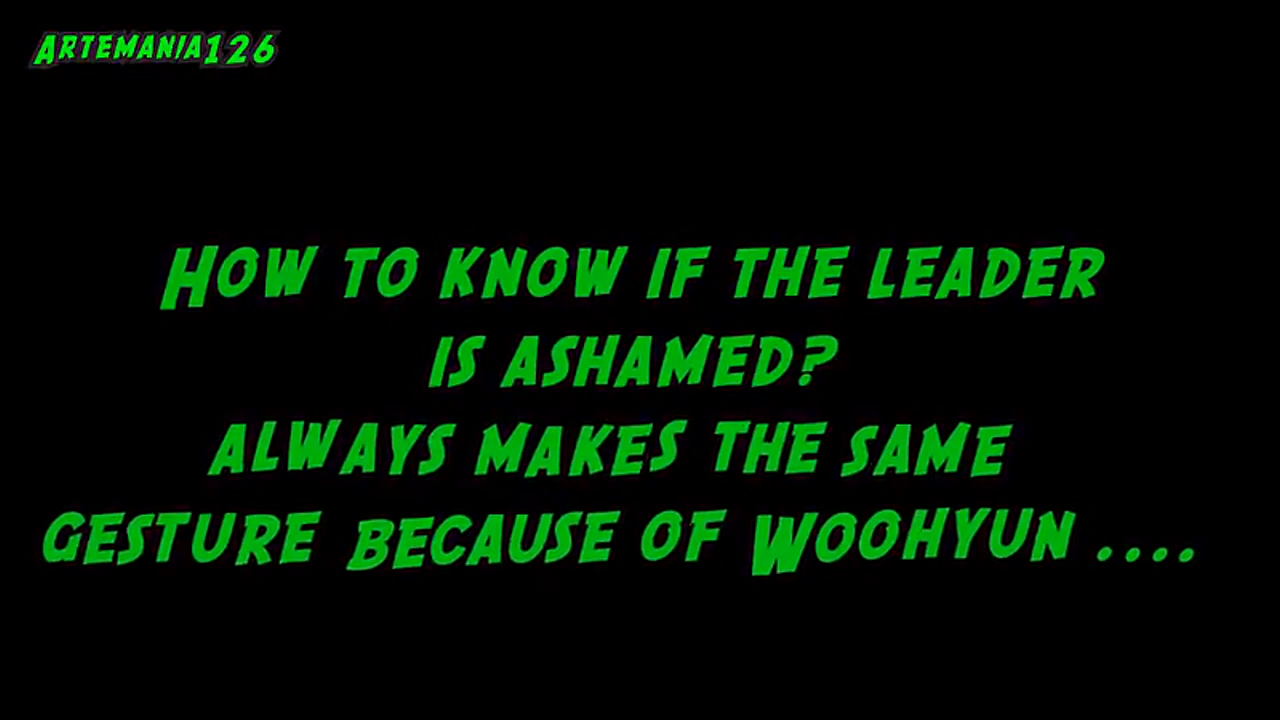 Artemania126
How to know if the leader
is ashamed?
always makes the same
gesture because of Woohyun ....